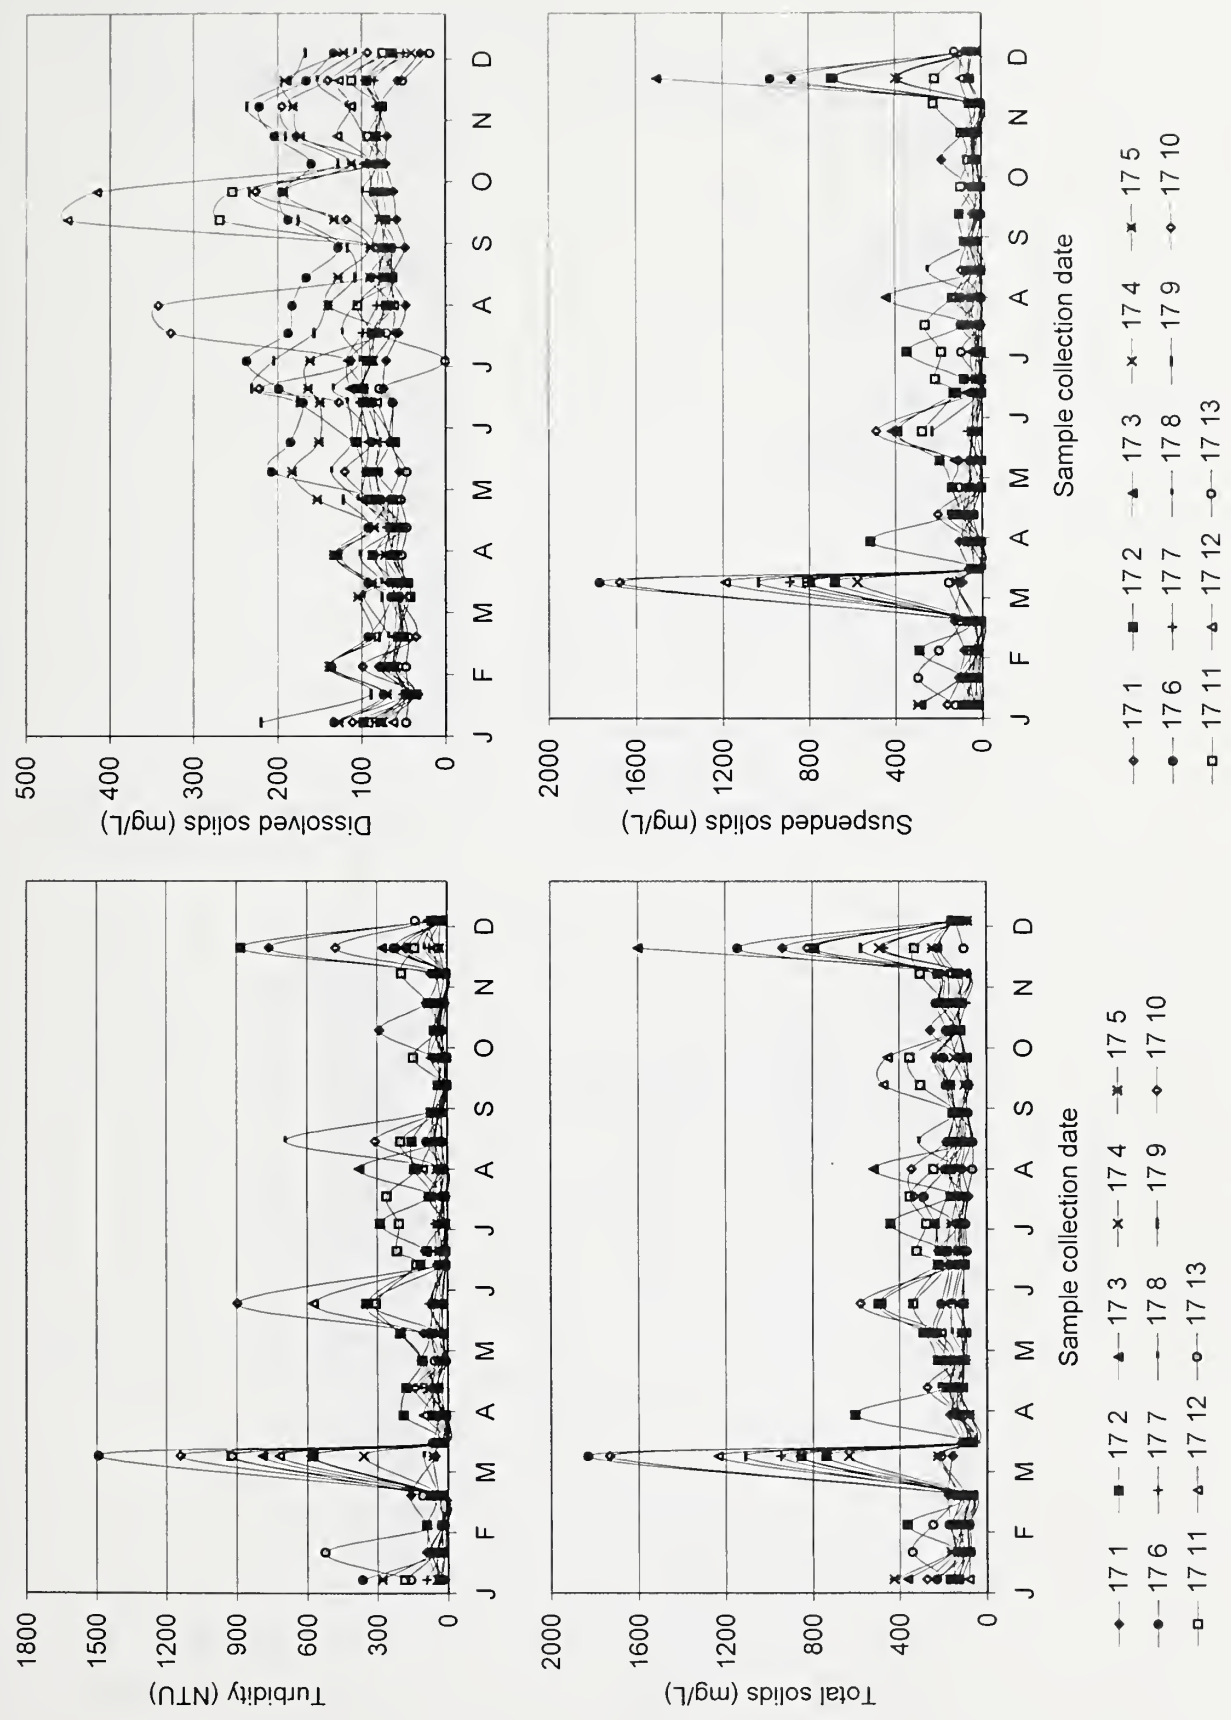 1800
1500
1200
900
600
300
0
Turbidity (NTU)
J F M A M J J A S O N D
500
400
300
200
100
0
Dissolved solids (mg/L)
J F M A M J J A S O N D
2000
1600
1200
800
400
0
Total solids (mg/L)
J F M A M J J A S O N D
Sample collection date
2000
1600
1200
800
400
0
Suspended solids (mg/L)
J F M A M J J A S O N D
Sample collection date
17 1 17 2 17 3 17 4 17 5
17 6 17 7 17 8 17 9 17 10
17 11 17 12 17 13
17 1 17 2 17 3 17 4 17 5
17 6 17 7 17 8 17 9 17 10
17 11 17 12 17 13